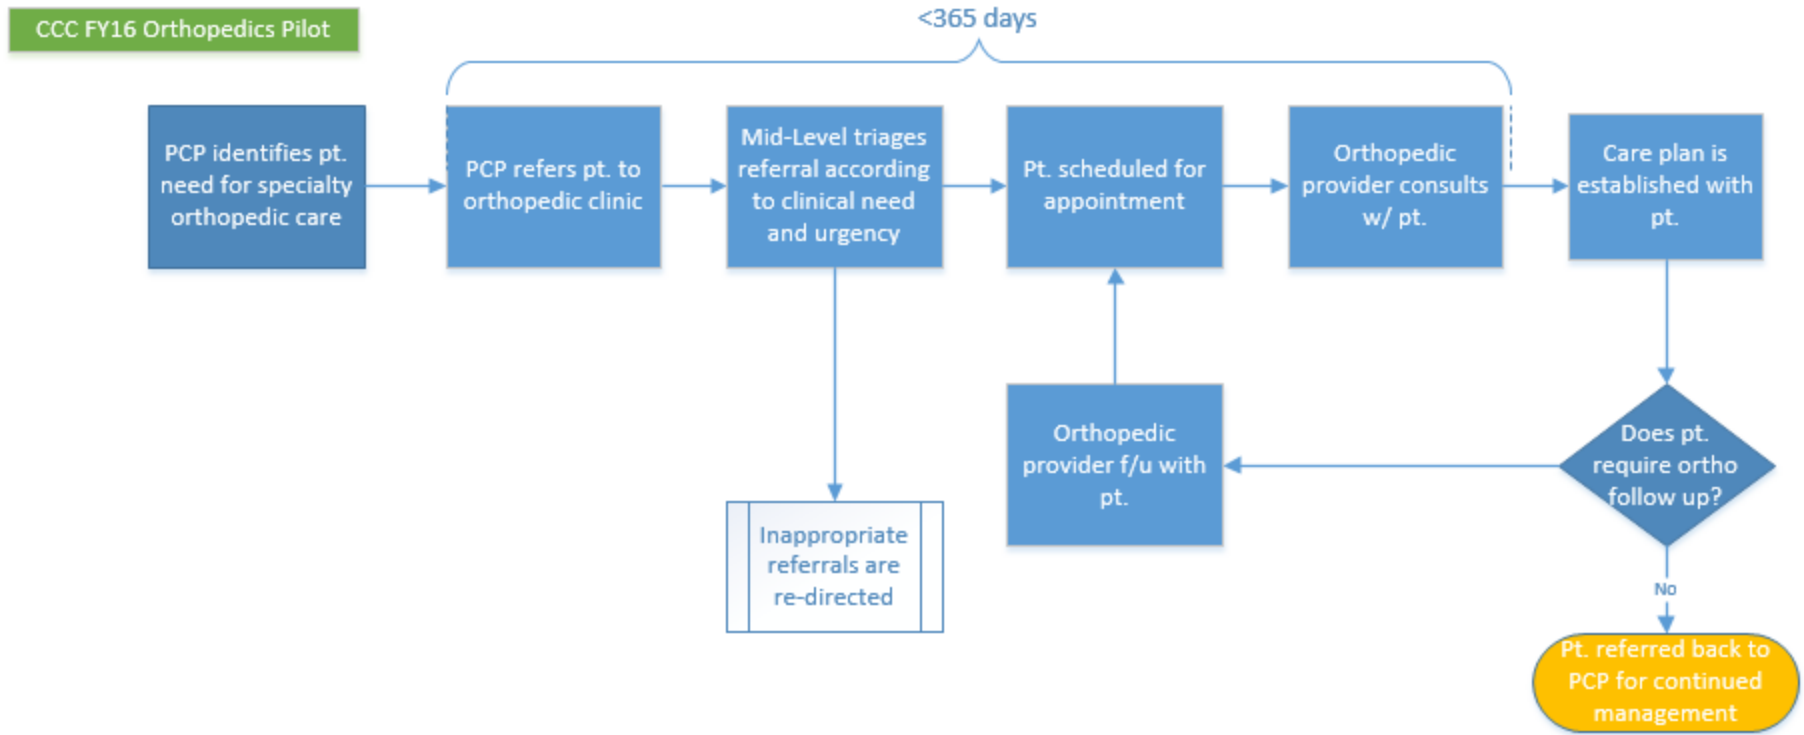 CCC FY16 Orthopedics Pilot
<365 days
PCP identifies pt.
need for specialty
orthopedic care
PCP refers pt. to
orthopedic clinic
Mid-Level triages
referral according
to clinical need
and urgency
Pt. scheduled for
appointment
Orthopedic
provider consults
w/ pt.
Care plan is
established with
pt.
Orthopedic
provider f/u with
pt.
Does pt.
require ortho
follow up?
Inappropriate
referrals are
re-directed
No
Pt. referred back to
PCP for continued
management